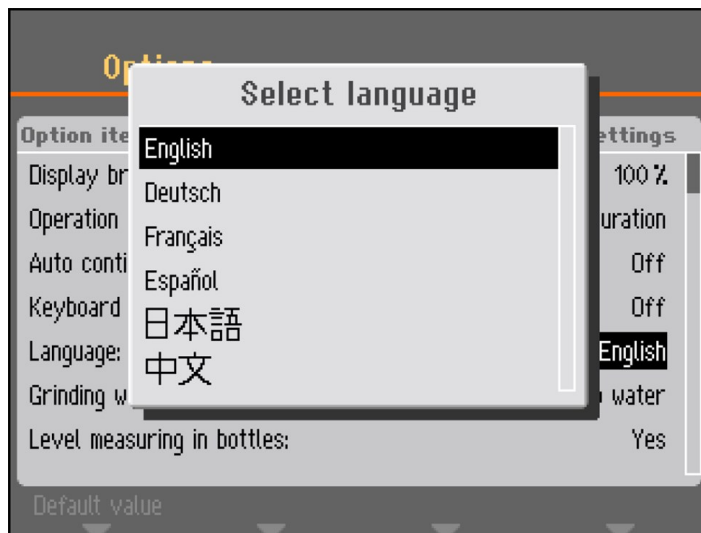 Select language
Option ite ettings
English
Display br 100 %
Deutsch
Operation uration
Français
Auto conti Off
Español
Keyboard Off
日本語
Language: English
中文
Grinding w water
Level measuring in bottles: Yes
Default value